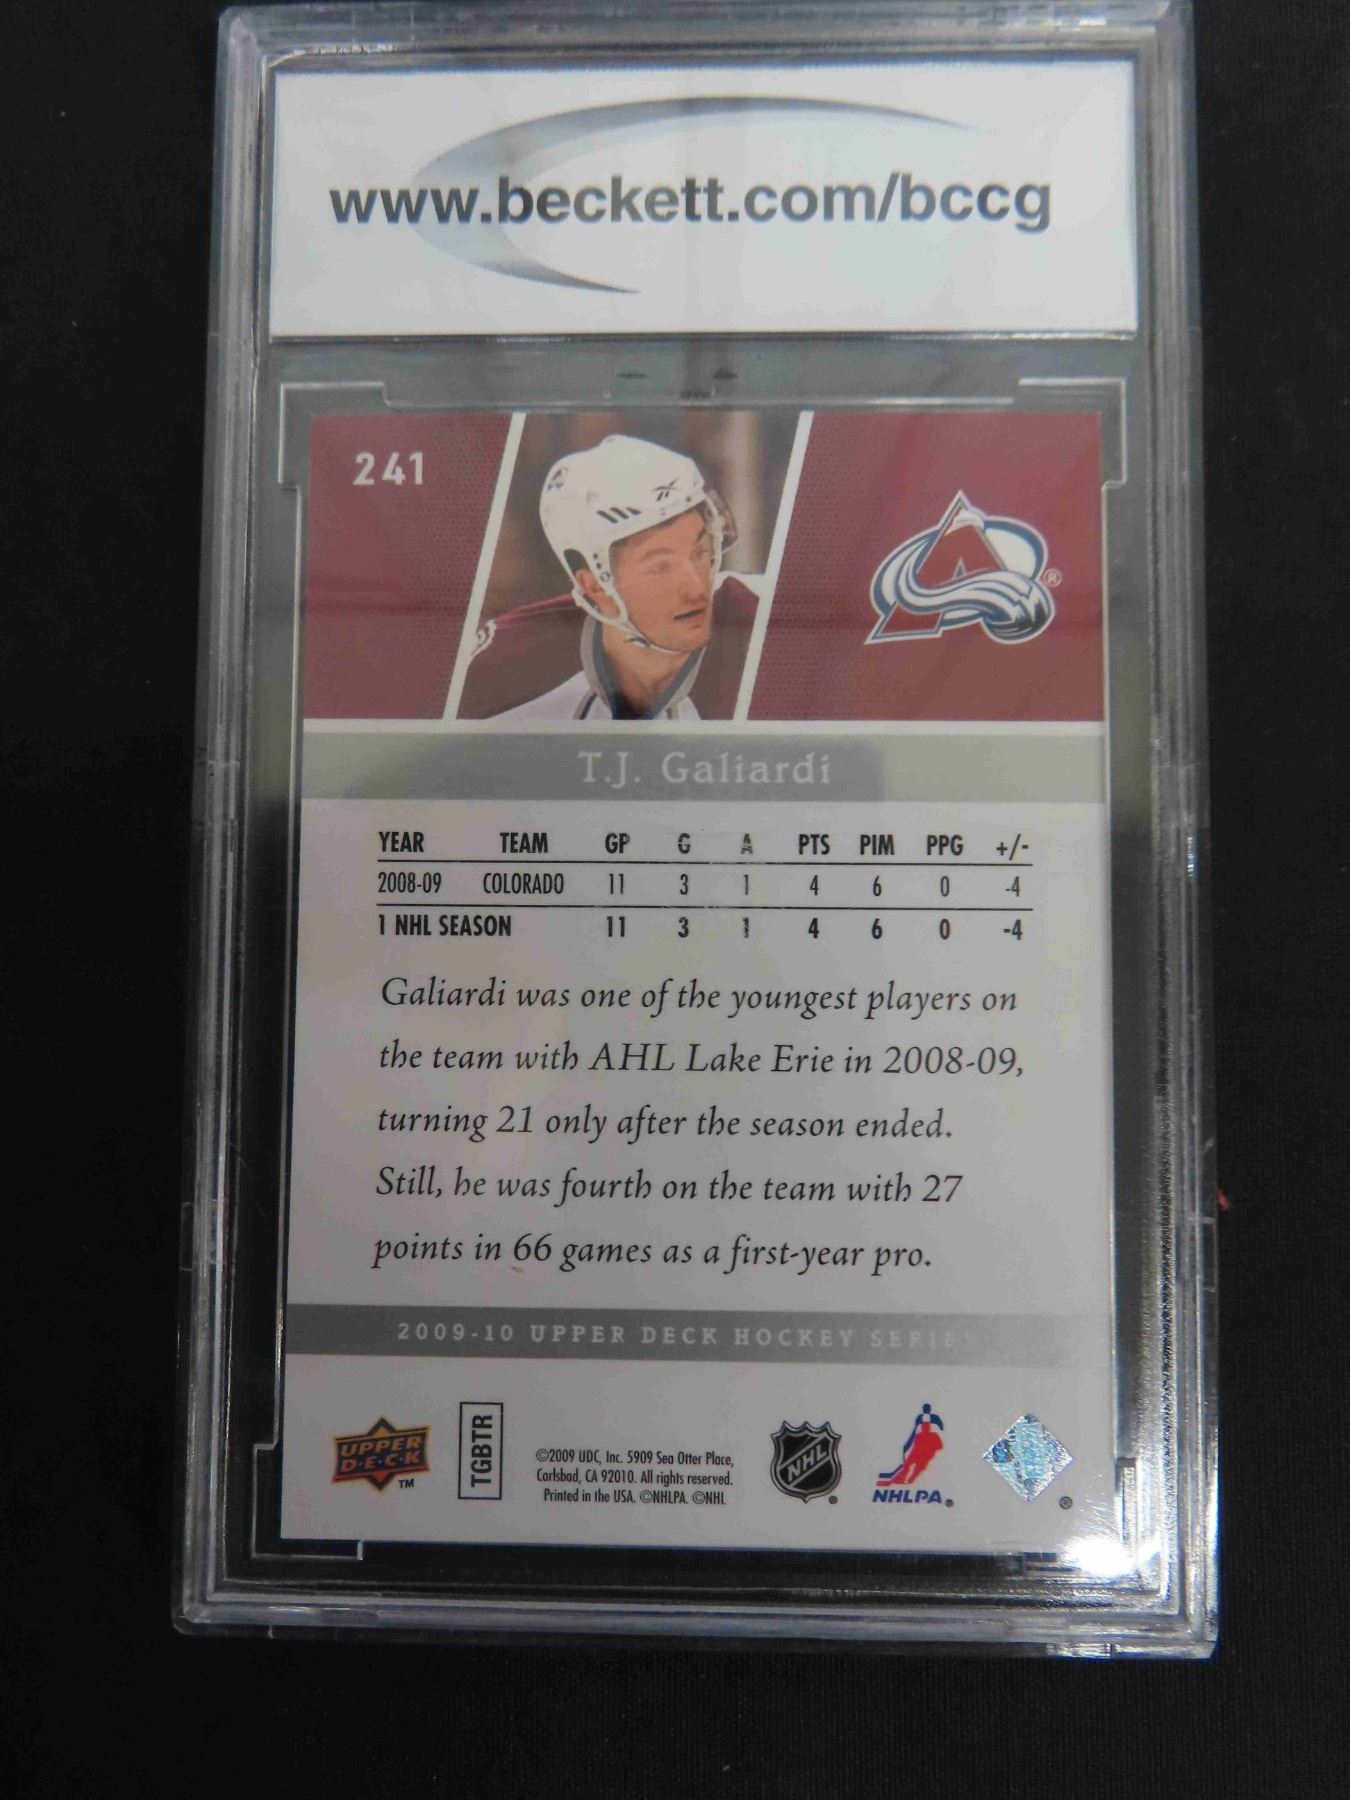 www.beckett.com/bccg
241
T.J. Galiardi
YEAR TEAM GP G A PTS PIM PPG +/-
2008-09 COLORADO 11 3 1 4 6 0 -4
1 NHL SEASON 11 3 1 4 6 0 -4
Galiardi was one of the youngest players on
the team with AHL Lake Erie in 2008-09,
turning 21 only after the season ended.
Still, he was fourth on the team with 27
points in 66 games as a first-year pro.
2009-10 UPPER DECK HOCKEY SERIES
UPPER
D·E·C·K
TM
TGBTR
©2009 UDC, Inc. 5909 Sea Otter Place,
Carlsbad, CA 92010. All rights reserved.
Printed in the USA. ©NHLPA. ©NHL
NHL
NHLPA